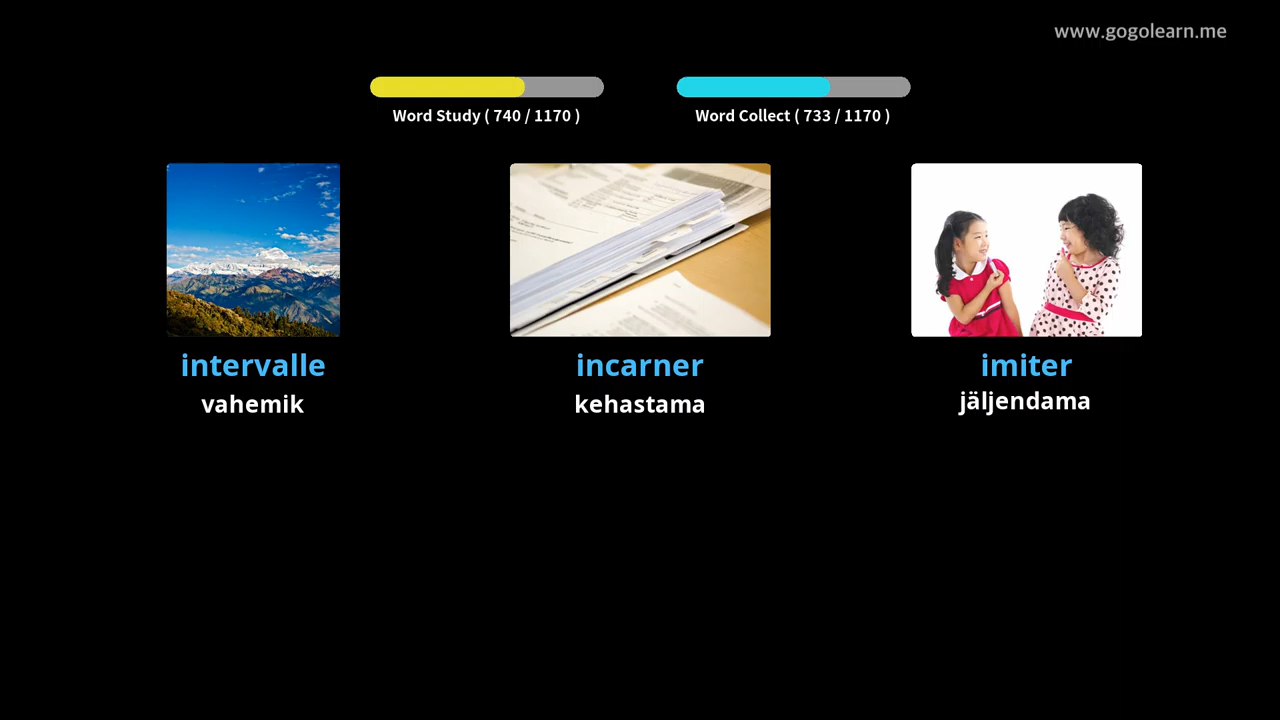 www.gogolearn.me
Word Study ( 740 / 1170 )
Word Collect ( 733 / 1170 )
intervalle
vahemik
incarner
kehastama
imiter
jäljendama